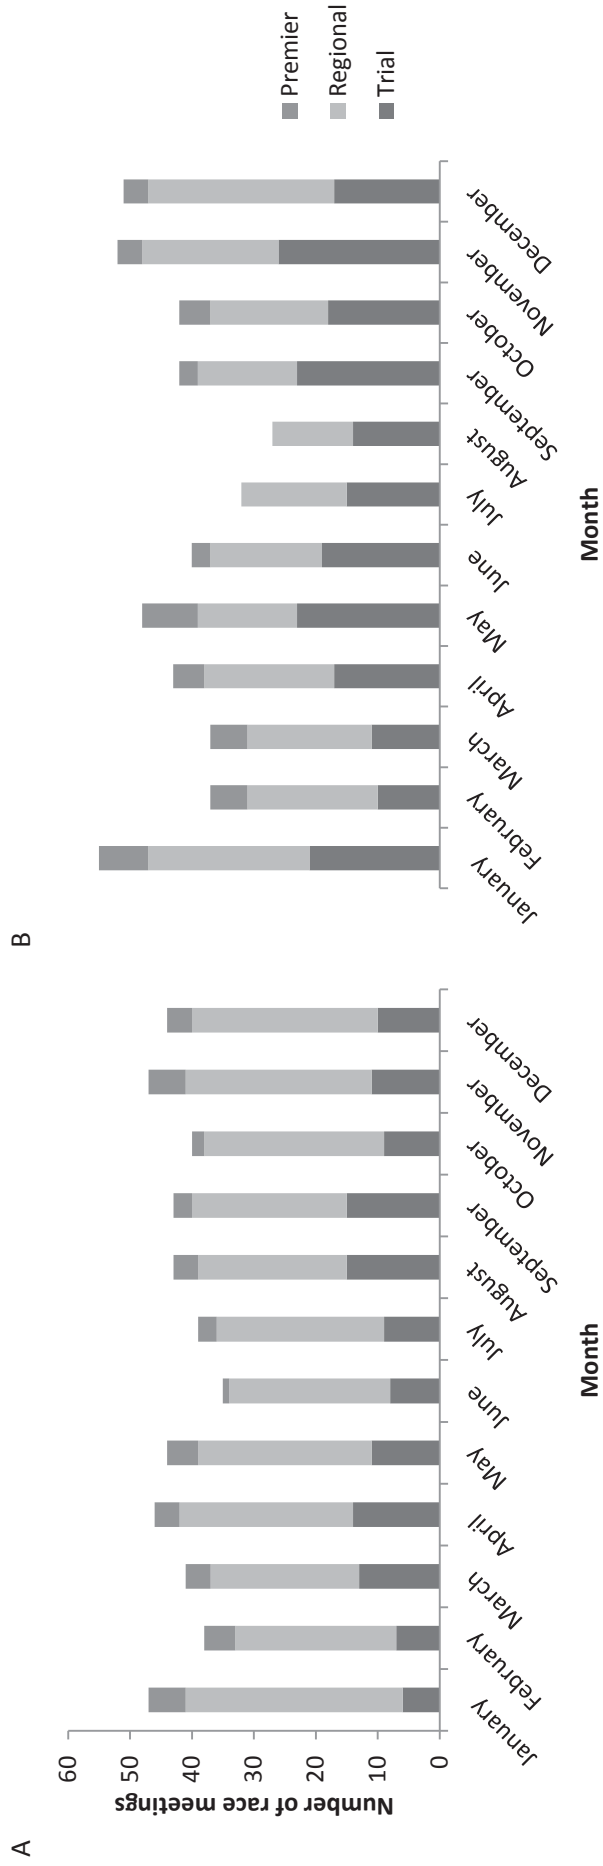 A
Number of race meetings
60
50
40
30
20
10
0
January
February
March
April
May
June
July
August
September
October
November
December
Month
B
January
February
March
April
May
June
July
August
September
October
November
December
Month
Premier
Regional
Trial